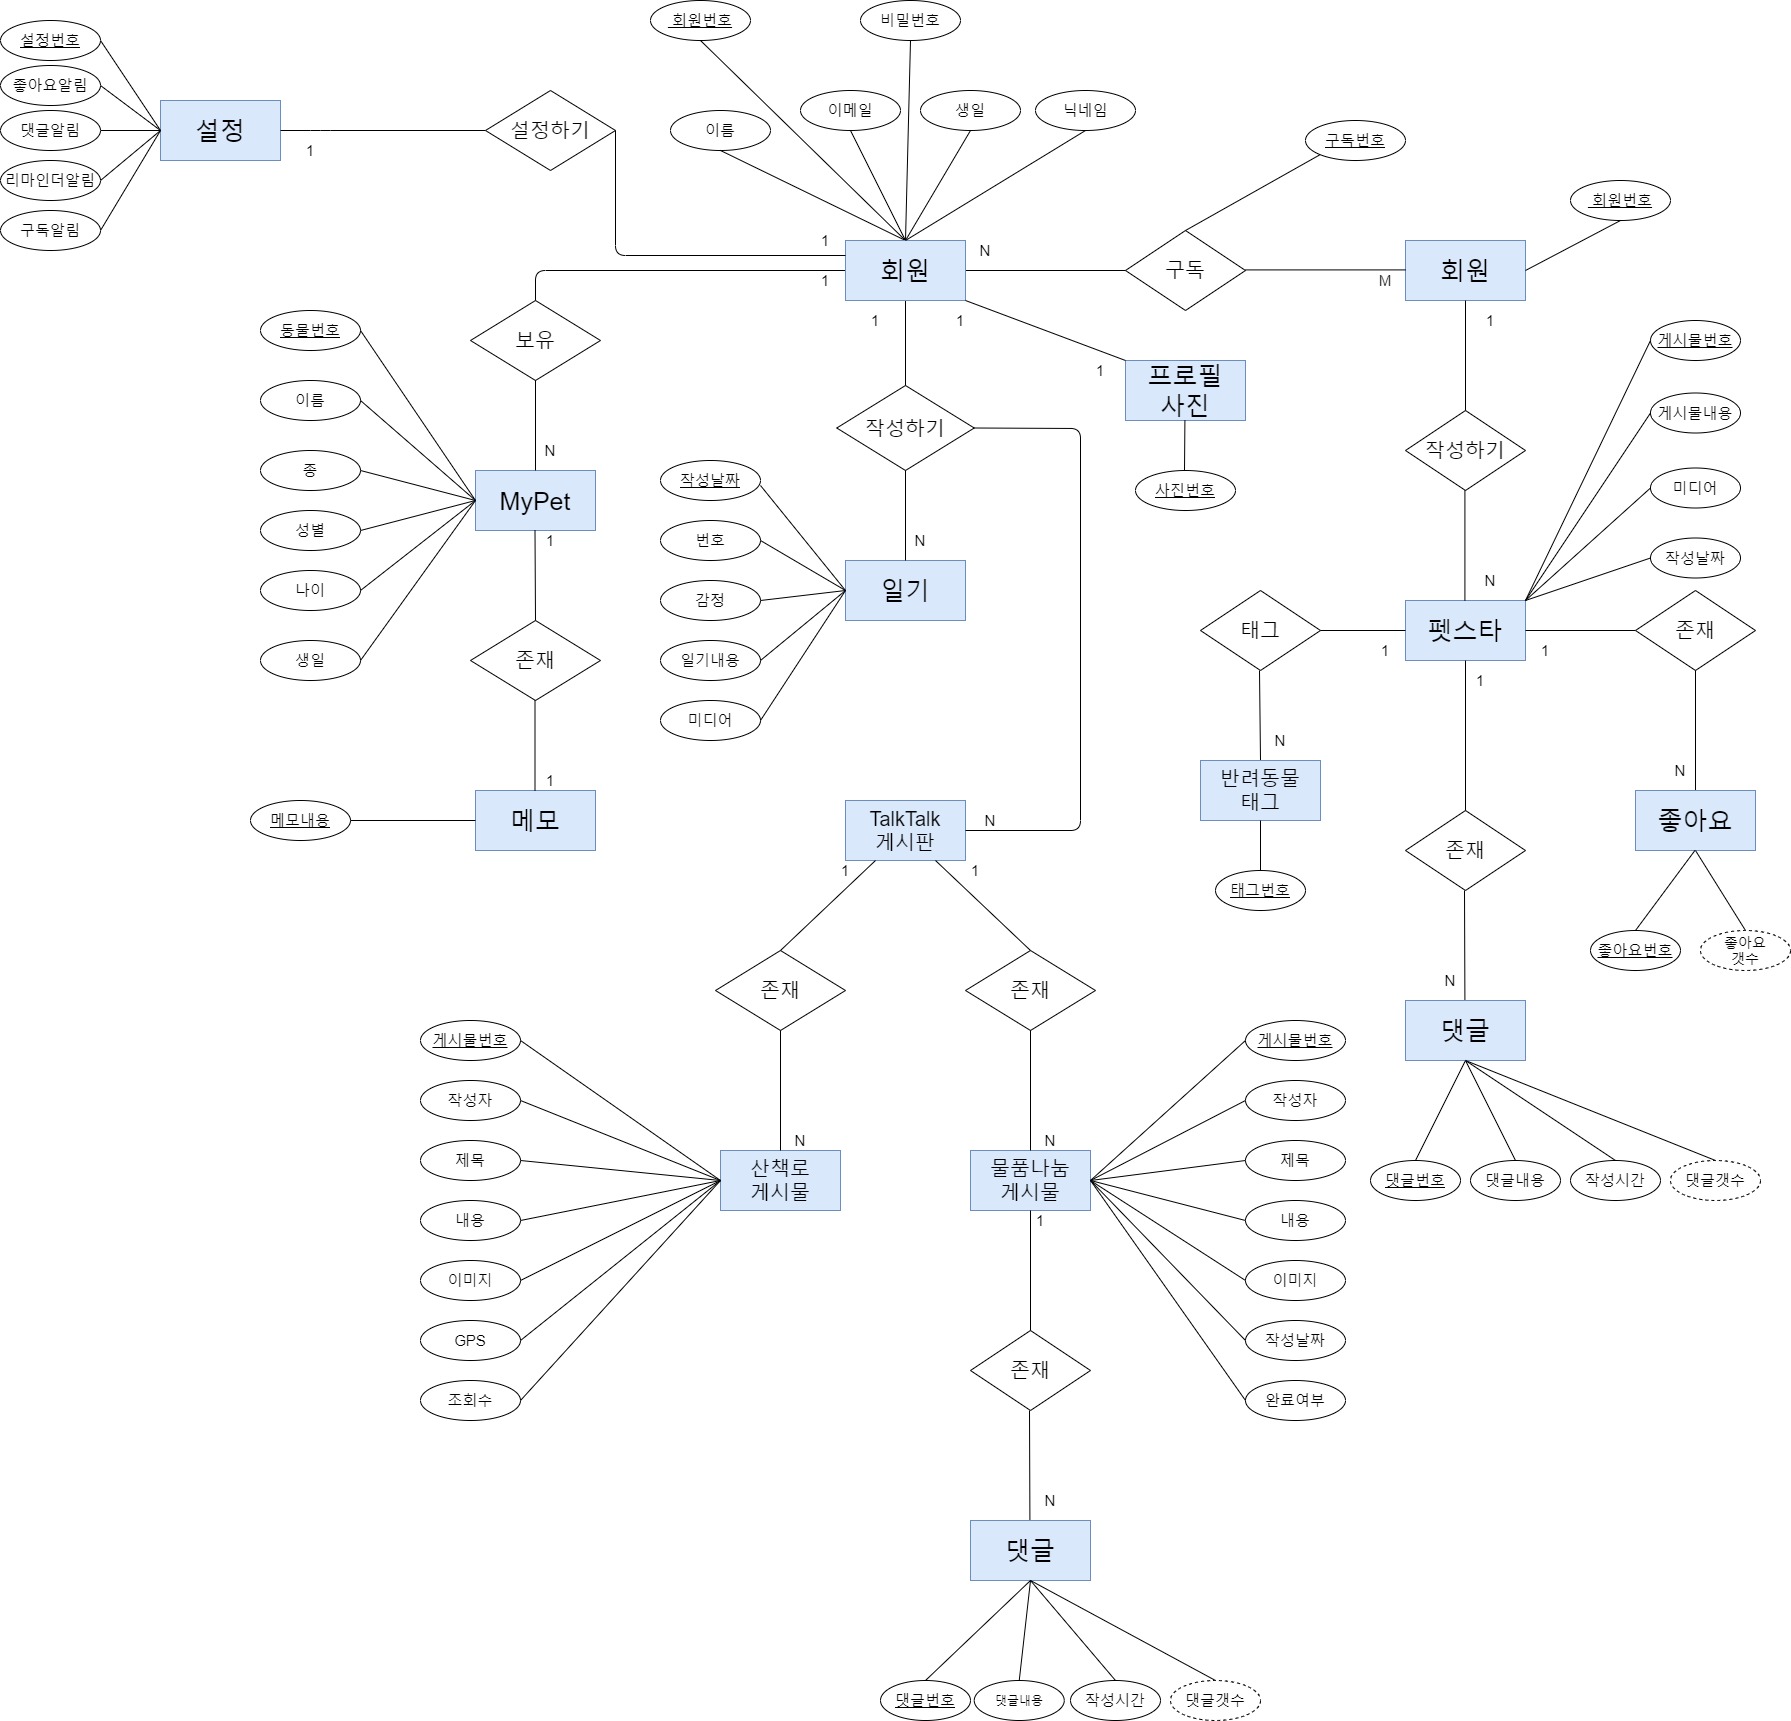 회원번호
비밀번호
설정번호
좋아요알림
댓글알림
리마인더알림
구독알림
설정
1
설정하기
이름
이메일
생일
닉네임
구독번호
회원번호
1
회원
N
1
구독
M
회원
1
1
1
보유
동물번호
이름
종
성별
나이
생일
N
MyPet
1
존재
1
메모
메모내용
작성하기
1
프로필
사진
사진번호
작성날짜
번호
감정
일기내용
미디어
N
일기
게시물번호
게시물내용
미디어
작성날짜
작성하기
N
태그
1
펫스타
1
존재
1
N
반려동물
태그
태그번호
N
좋아요
좋아요번호
좋아요
갯수
존재
N
댓글
댓글번호
댓글내용
작성시간
댓글갯수
TalkTalk
게시판
N
1
1
존재
존재
게시물번호
작성자
제목
내용
이미지
GPS
조회수
N
산책로
게시물
N
물품나눔
게시물
1
게시물번호
작성자
제목
내용
이미지
작성날짜
완료여부
존재
N
댓글
댓글번호
댓글내용
작성시간
댓글갯수